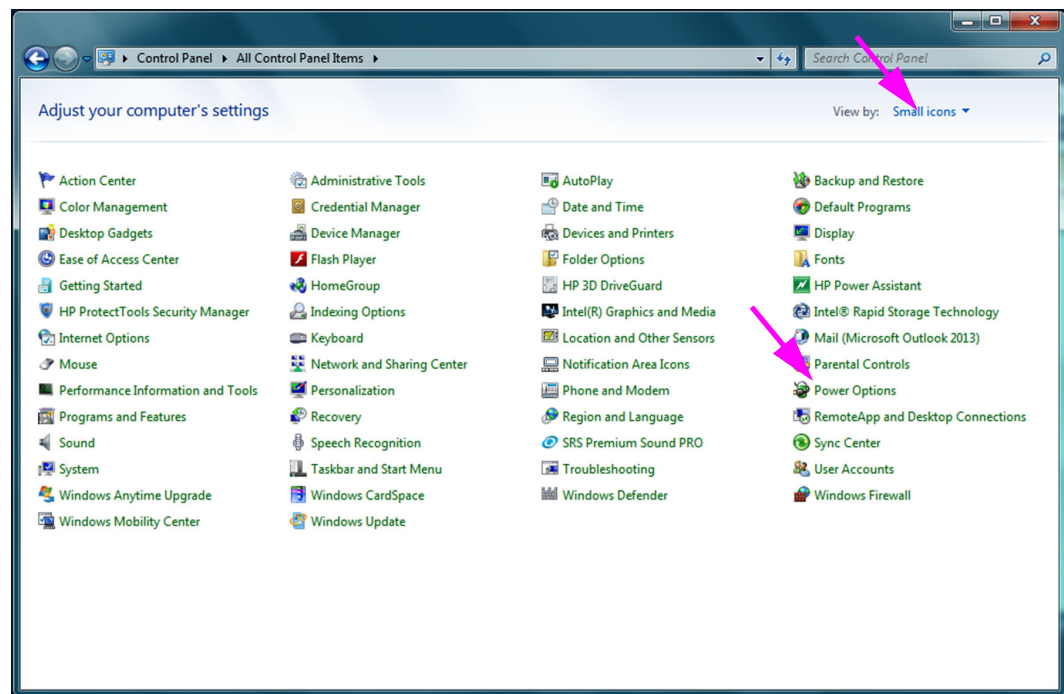 Control Panel All Control Panel Items Search Control Panel
Adjust your computer's settings View by: Small icons
Action Center Administrative Tools AutoPlay Backup and Restore
Color Management Credential Manager Date and Time Default Programs
Desktop Gadgets Device Manager Devices and Printers Display
Ease of Access Center Flash Player Folder Options Fonts
Getting Started HomeGroup HP 3D DriveGuard HP Power Assistant
HP ProtectTools Security Manager Indexing Options Intel(R) Graphics and Media Intel® Rapid Storage Technology
Internet Options Keyboard Location and Other Sensors Mail (Microsoft Outlook 2013)
Mouse Network and Sharing Center Notification Area Icons Parental Controls
Performance Information and Tools Personalization Phone and Modem Power Options
Programs and Features Recovery Region and Language RemoteApp and Desktop Connections
Sound Speech Recognition SRS Premium Sound PRO Sync Center
System Taskbar and Start Menu Troubleshooting User Accounts
Windows Anytime Upgrade Windows CardSpace Windows Defender Windows Firewall
Windows Mobility Center Windows Update